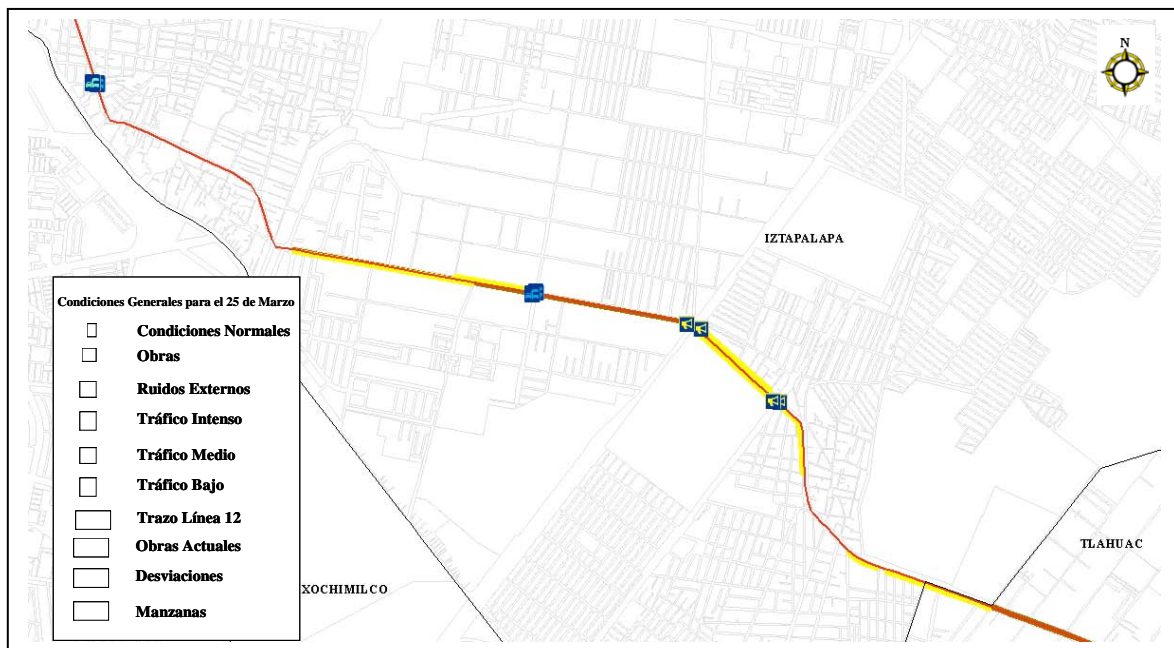 N
IZTAPALAPA
Condiciones Generales para el 25 de Marzo
Condiciones Normales
Obras
Ruidos Externos
Tráfico Intenso
Tráfico Medio
Tráfico Bajo
Trazo Línea 12
Obras Actuales
Desviaciones
Manzanas
XOCHIMILCO
TLAHUAC